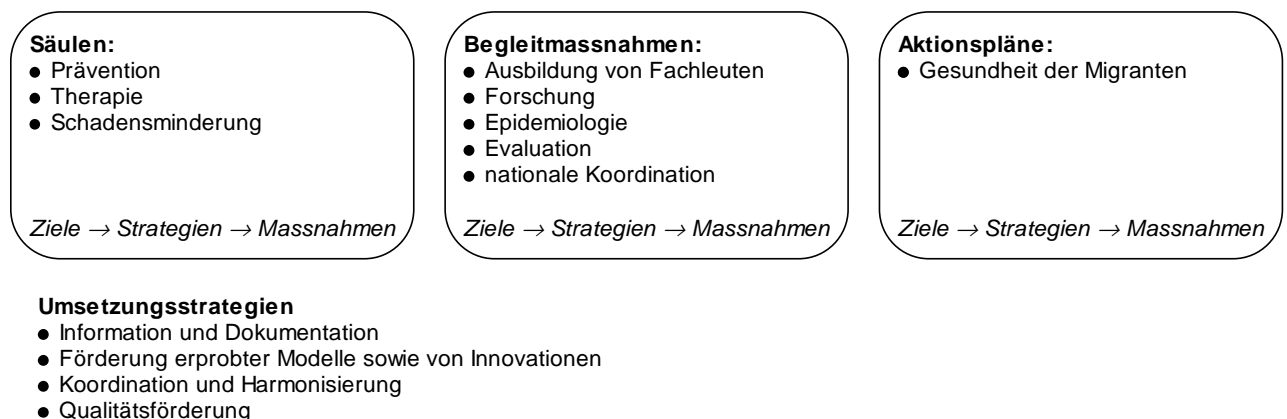 Säulen:
● Prävention
● Therapie
● Schadensminderung
Ziele → Strategien → Massnahmen
Begleitmassnahmen:
● Ausbildung von Fachleuten
● Forschung
● Epidemiologie
● Evaluation
● nationale Koordination
Ziele → Strategien → Massnahmen
Aktionspläne:
● Gesundheit der Migranten
Ziele → Strategien → Massnahmen
Umsetzungsstrategien
● Information und Dokumentation
● Förderung erprobter Modelle sowie von Innovationen
● Koordination und Harmonisierung
● Qualitätsförderung